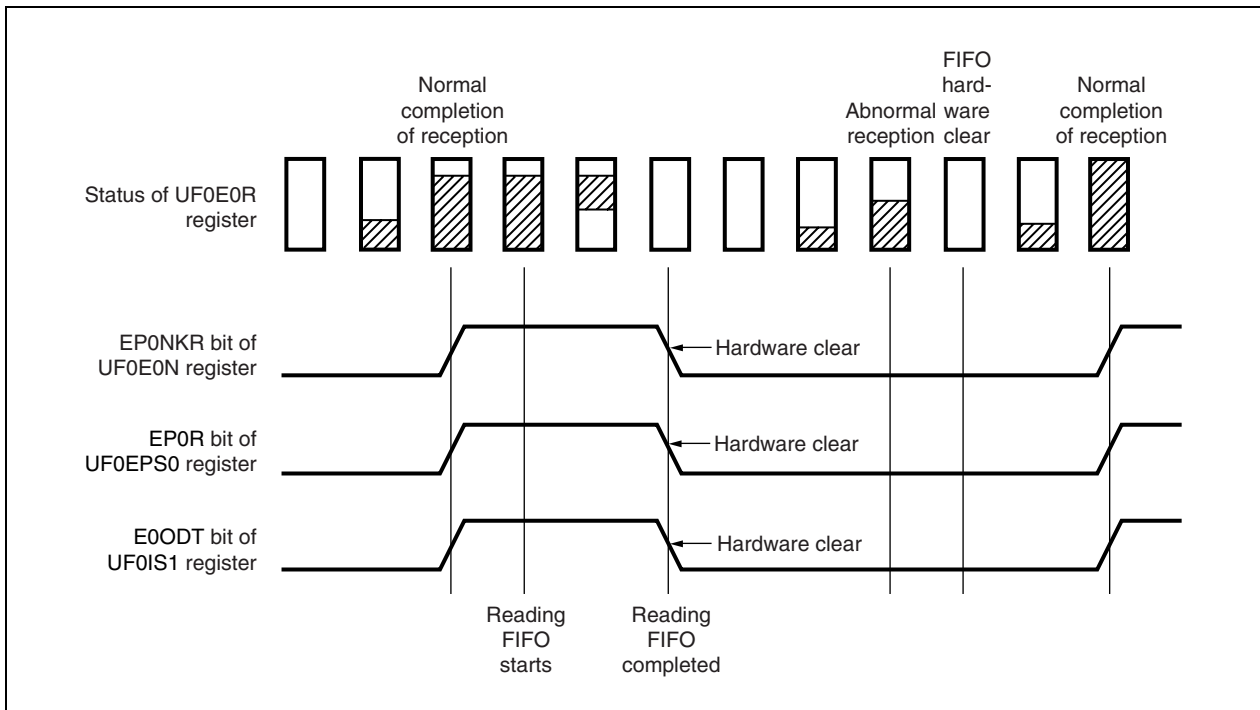 Normal
completion
of reception
Abnormal
reception
FIFO
hard-
ware
clear
Normal
completion
of reception
Status of UF0E0R
register
EP0NKR bit of
UF0E0N register
Hardware clear
EP0R bit of
UF0EPS0 register
Hardware clear
E0ODT bit of
UF0IS1 register
Hardware clear
Reading
FIFO
starts
Reading
FIFO
completed